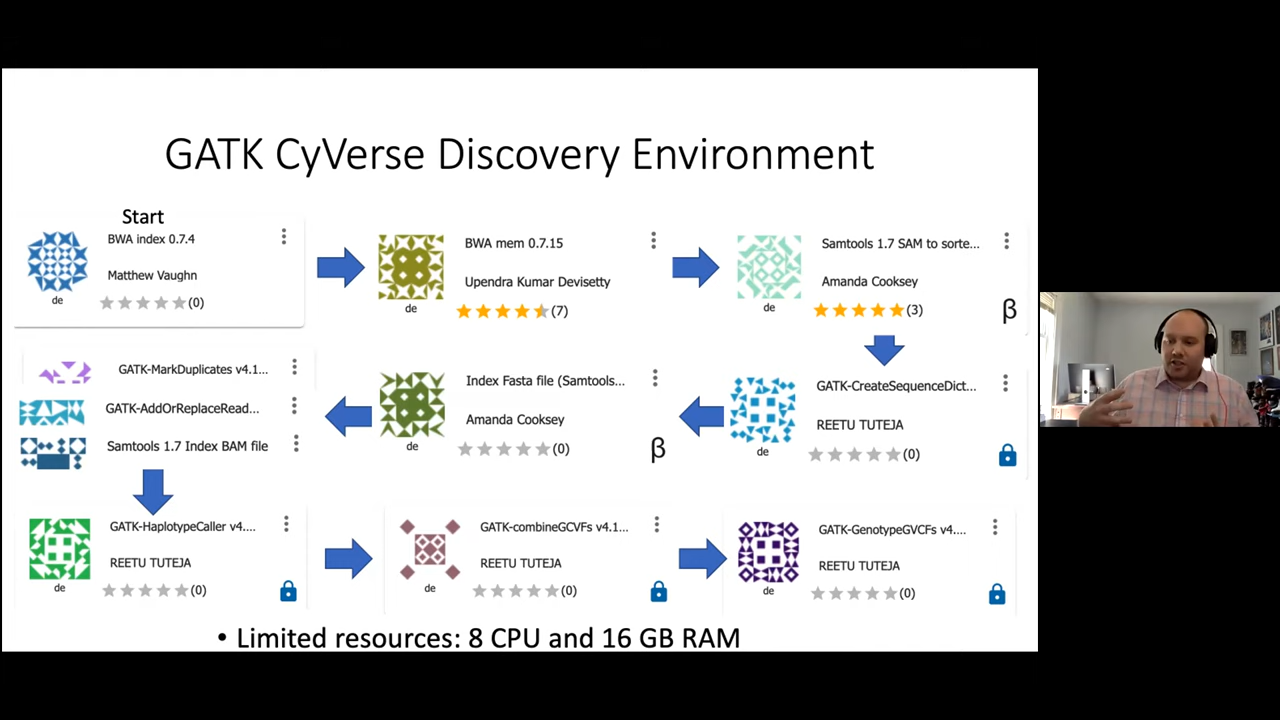 GATK CyVerse Discovery Environment
Start
BWA index 0.7.4
Matthew Vaughn
de
(0)
BWA mem 0.7.15
Upendra Kumar Devisetty
de
(7)
Samtools 1.7 SAM to sorte...
Amanda Cooksey
de
(3)
β
GATK-MarkDuplicates v4.1...
GATK-AddOrReplaceRead...
Samtools 1.7 Index BAM file
Index Fasta file (Samtools...
Amanda Cooksey
de
(0)
β
GATK-CreateSequenceDict...
REETU TUTEJA
de
(0)
GATK-HaplotypeCaller v4....
REETU TUTEJA
de
(0)
GATK-combineGCVFs v4.1...
REETU TUTEJA
de
(0)
GATK-GenotypeGVCFs v4....
REETU TUTEJA
de
(0)
• Limited resources: 8 CPU and 16 GB RAM